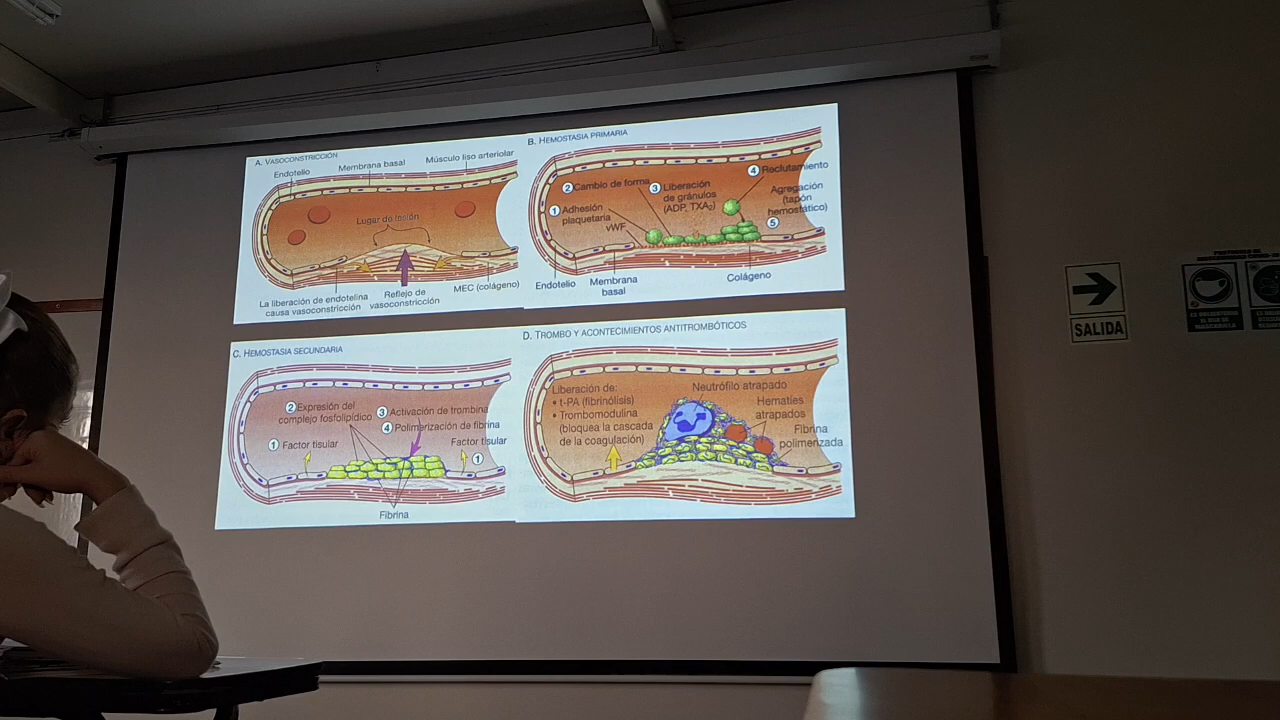 A. VASOCONSTRICCIÓN
Endotelio
Membrana basal
Músculo liso arteriolar
Lugar de lesión
La liberación de endotelina
causa vasoconstricción
Reflejo de
vasoconstricción
MEC (colágeno)
B. HEMOSTASIA PRIMARIA
2 Cambio de forma
3 Liberación
de gránulos
(ADP, TXA₂)
4 Reclutamiento
1 Adhesión
plaquetaria
vWF
Agregación
(tapón
hemostático)
5
Endotelio
Membrana
basal
Colágeno
C. HEMOSTASIA SECUNDARIA
2 Expresión del
complejo fosfolipídico
3 Activación de trombina
4 Polimerización de fibrina
1 Factor tisular
Factor tisular
1
Fibrina
D. TROMBO Y ACONTECIMIENTOS ANTITROMBÓTICOS
Liberación de:
• t-PA (fibrinólisis)
• Trombomodulina
(bloquea la cascada
de la coagulación)
Neutrófilo atrapado
Hematíes
atrapados
Fibrina
polimerizada
SALIDA